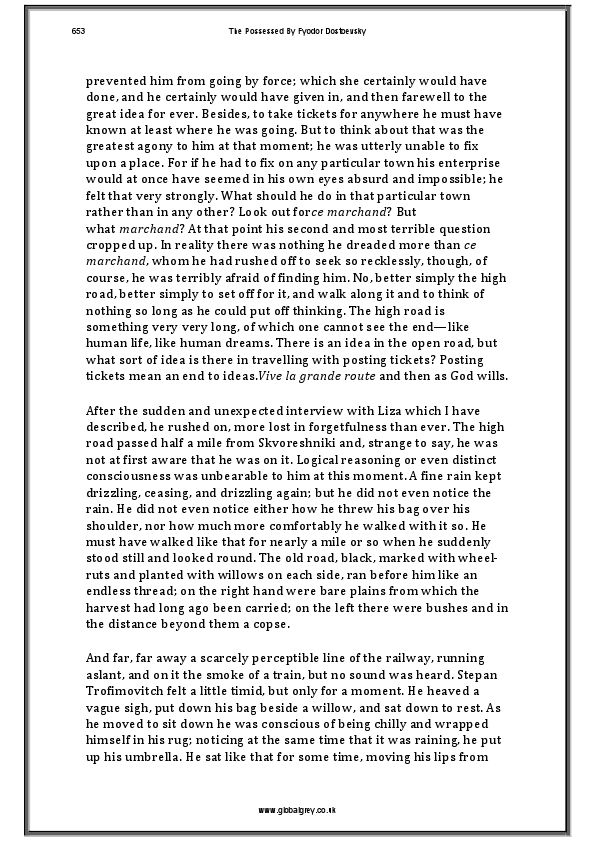 653
The Possessed By Fyodor Dostoevsky
prevented him from going by force; which she certainly would have
done, and he certainly would have given in, and then farewell to the
great idea for ever. Besides, to take tickets for anywhere he must have
known at least where he was going. But to think about that was the
greatest agony to him at that moment; he was utterly unable to fix
upon a place. For if he had to fix on any particular town his enterprise
would at once have seemed in his own eyes absurd and impossible; he
felt that very strongly. What should he do in that particular town
rather than in any other? Look out force marchand? But
what marchand? At that point his second and most terrible question
cropped up. In reality there was nothing he dreaded more than ce
marchand, whom he had rushed off to seek so recklessly, though, of
course, he was terribly afraid of finding him. No, better simply the high
road, better simply to set off for it, and walk along it and to think of
nothing so long as he could put off thinking. The high road is
something very very long, of which one cannot see the end—like
human life, like human dreams. There is an idea in the open road, but
what sort of idea is there in travelling with posting tickets? Posting
tickets mean an end to ideas.Vive la grande route and then as God wills.
After the sudden and unexpected interview with Liza which I have
described, he rushed on, more lost in forgetfulness than ever. The high
road passed half a mile from Skvoreshniki and, strange to say, he was
not at first aware that he was on it. Logical reasoning or even distinct
consciousness was unbearable to him at this moment. A fine rain kept
drizzling, ceasing, and drizzling again; but he did not even notice the
rain. He did not even notice either how he threw his bag over his
shoulder, nor how much more comfortably he walked with it so. He
must have walked like that for nearly a mile or so when he suddenly
stood still and looked round. The old road, black, marked with wheel-
ruts and planted with willows on each side, ran before him like an
endless thread; on the right hand were bare plains from which the
harvest had long ago been carried; on the left there were bushes and in
the distance beyond them a copse.
And far, far away a scarcely perceptible line of the railway, running
aslant, and on it the smoke of a train, but no sound was heard. Stepan
Trofimovitch felt a little timid, but only for a moment. He heaved a
vague sigh, put down his bag beside a willow, and sat down to rest. As
he moved to sit down he was conscious of being chilly and wrapped
himself in his rug; noticing at the same time that it was raining, he put
up his umbrella. He sat like that for some time, moving his lips from
www.globalgrey.co.uk